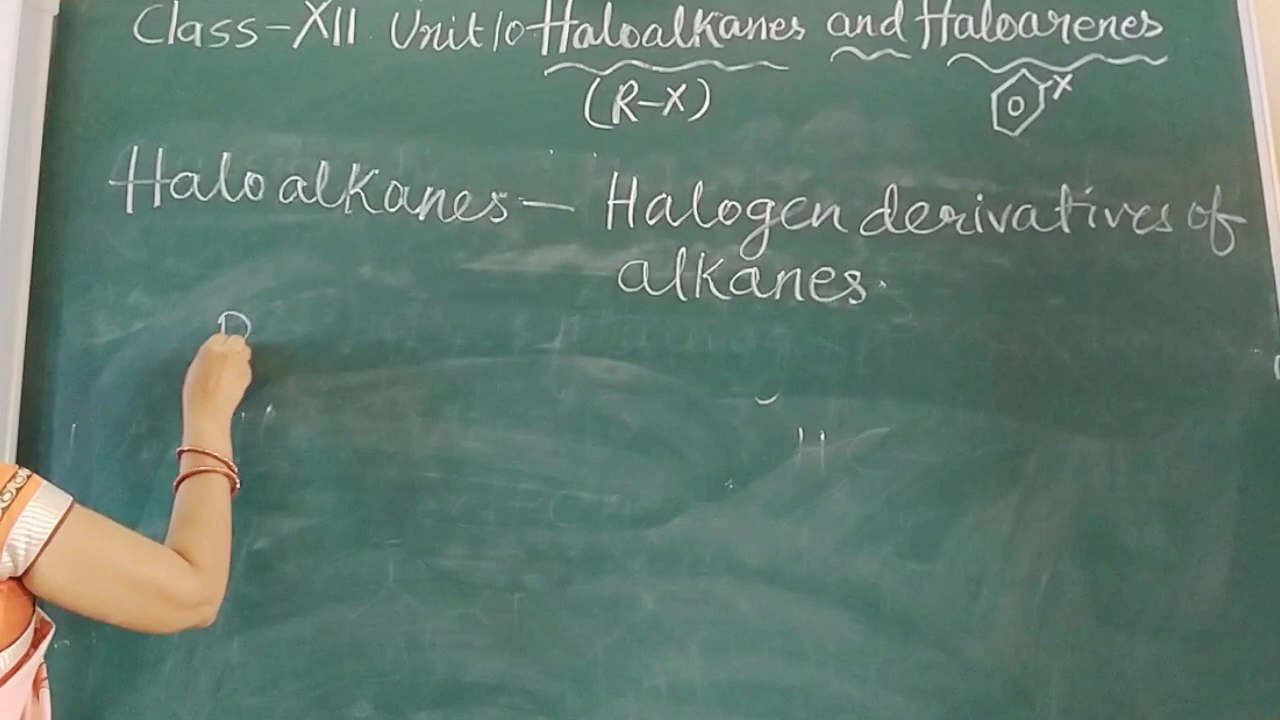 Class-XII Unit 10 Haloalkanes and Haloarenes
(R-X) X
Haloalkanes - Halogen derivatives of
alkanes.
H